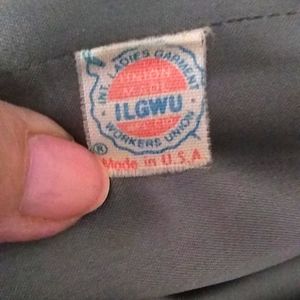 INT. LADIES GARMENT
UNION
MADE
ILGWU
WORKERS UNION
®
Made in U.S.A